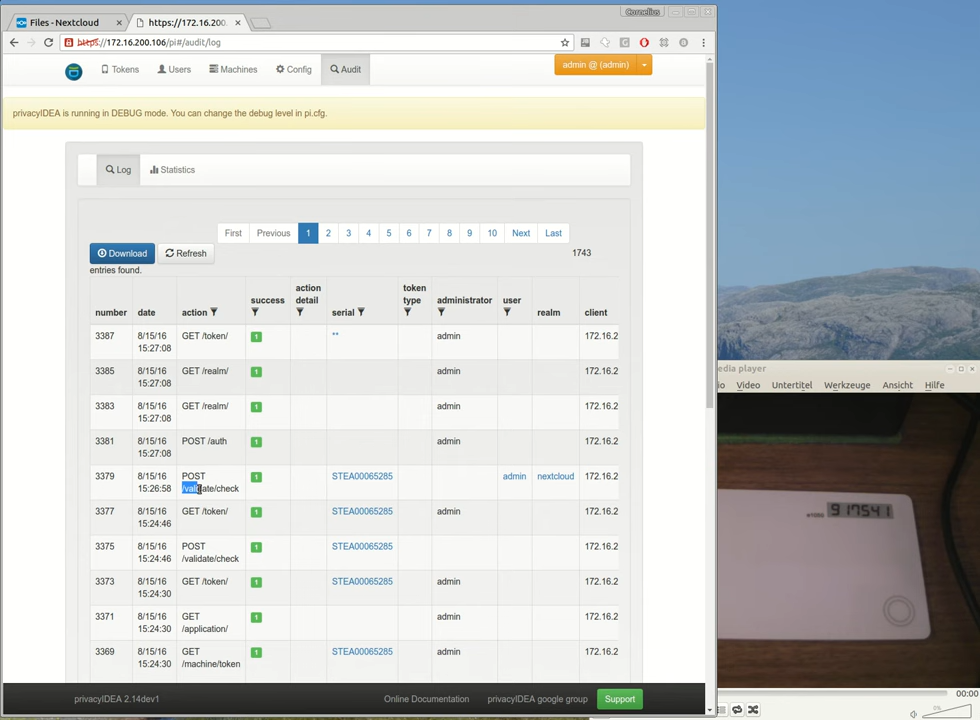 Cornelius
Files - Nextcloud
https://172.16.200.
https://172.16.200.106/pi#/audit/log
Tokens Users Machines Config Audit admin @ (admin)
privacyIDEA is running in DEBUG mode. You can change the debug level in pi.cfg.
Log Statistics
First Previous 1 2 3 4 5 6 7 8 9 10 Next Last
Download Refresh 1743
entries found.
number date action success action detail serial token type administrator user realm client
3387 8/15/16 15:27:08 GET /token/ 1 ** admin 172.16.2
3385 8/15/16 15:27:08 GET /realm/ 1 admin 172.16.2
3383 8/15/16 15:27:08 GET /realm/ 1 admin 172.16.2
3381 8/15/16 15:27:08 POST /auth 1 admin 172.16.2
3379 8/15/16 15:26:58 POST /validate/check 1 STEA00065285 admin nextcloud 172.16.2
3377 8/15/16 15:24:46 GET /token/ 1 STEA00065285 admin 172.16.2
3375 8/15/16 15:24:46 POST /validate/check 1 STEA00065285 172.16.2
3373 8/15/16 15:24:30 GET /token/ 1 STEA00065285 admin 172.16.2
3371 8/15/16 15:24:30 GET /application/ 1 admin 172.16.2
3369 8/15/16 15:24:30 GET /machine/token 1 STEA00065285 admin 172.16.2
privacyIDEA 2.14dev1 Online Documentation privacyIDEA google group Support
edia player
io Video Untertitel Werkzeuge Ansicht Hilfe
917541
00:00
0%